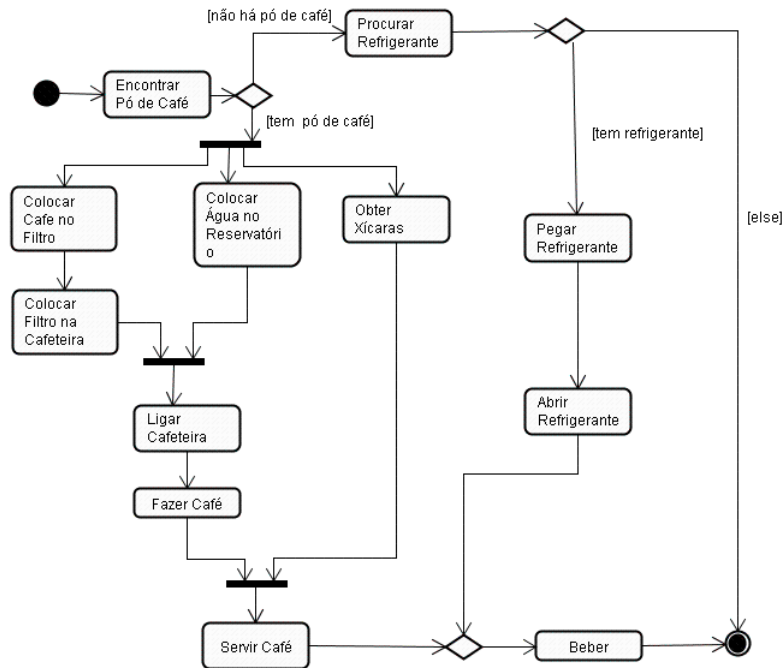 [não há pó de café]
Procurar
Refrigerante
Encontrar
Pó de Café
[tem pó de café]
[tem refrigerante]
Colocar
Cafe no
Filtro
Colocar
Água no
Reservatóri
o
Obter
Xícaras
Pegar
Refrigerante
[else]
Colocar
Filtro na
Cafeteira
Ligar
Cafeteira
Abrir
Refrigerante
Fazer Café
Servir Café
Beber